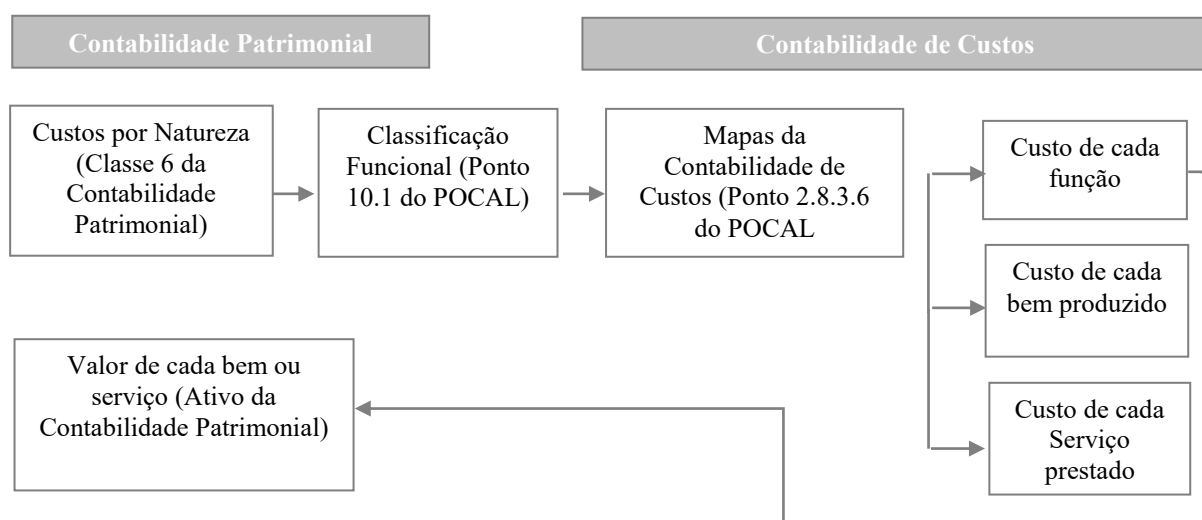 Contabilidade Patrimonial
Contabilidade de Custos
Custos por Natureza
(Classe 6 da
Contabilidade
Patrimonial)
Classificação
Funcional (Ponto
10.1 do POCAL)
Mapas da
Contabilidade de
Custos (Ponto 2.8.3.6
do POCAL
Custo de cada
função
Custo de cada
bem produzido
Custo de cada
Serviço
prestado
Valor de cada bem ou
serviço (Ativo da
Contabilidade Patrimonial)